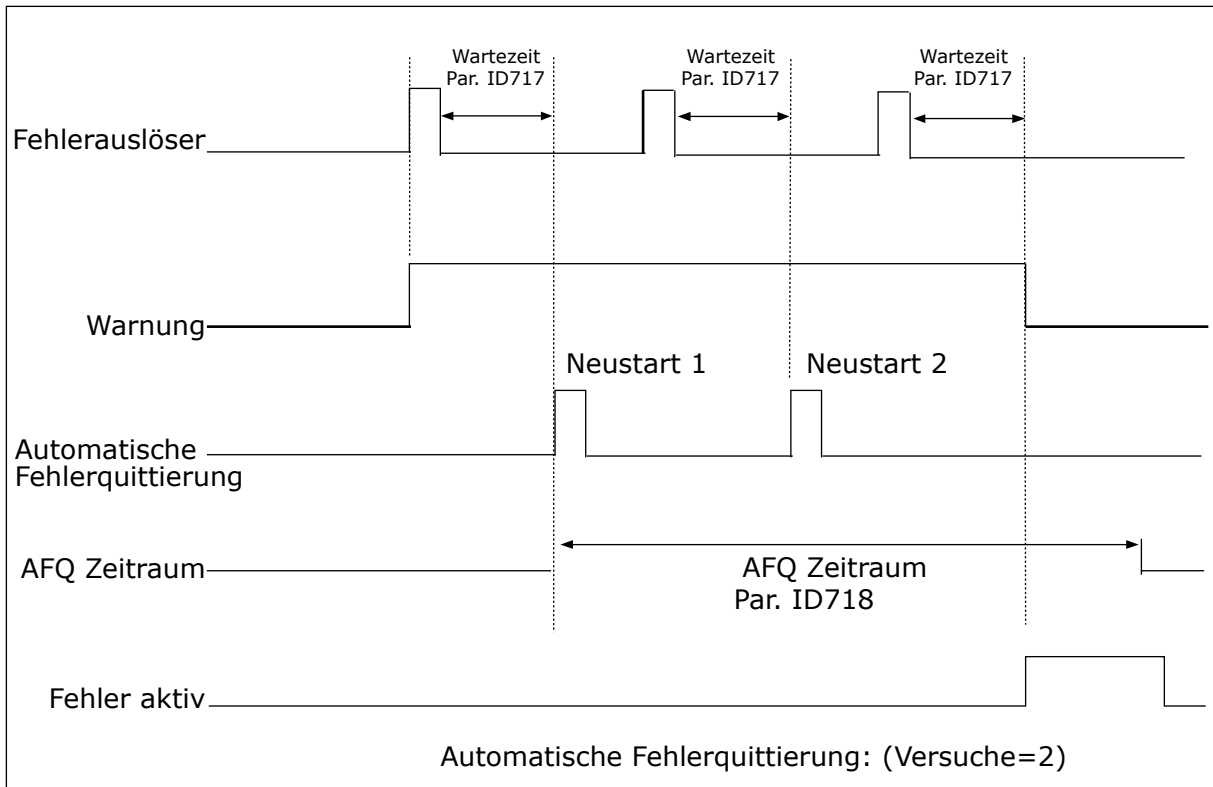 Wartezeit
Par. ID717
Wartezeit
Par. ID717
Wartezeit
Par. ID717
Fehlerauslöser
Warnung
Neustart 1
Neustart 2
Automatische
Fehlerquittierung
AFQ Zeitraum
AFQ Zeitraum
Par. ID718
Fehler aktiv
Automatische Fehlerquittierung: (Versuche=2)